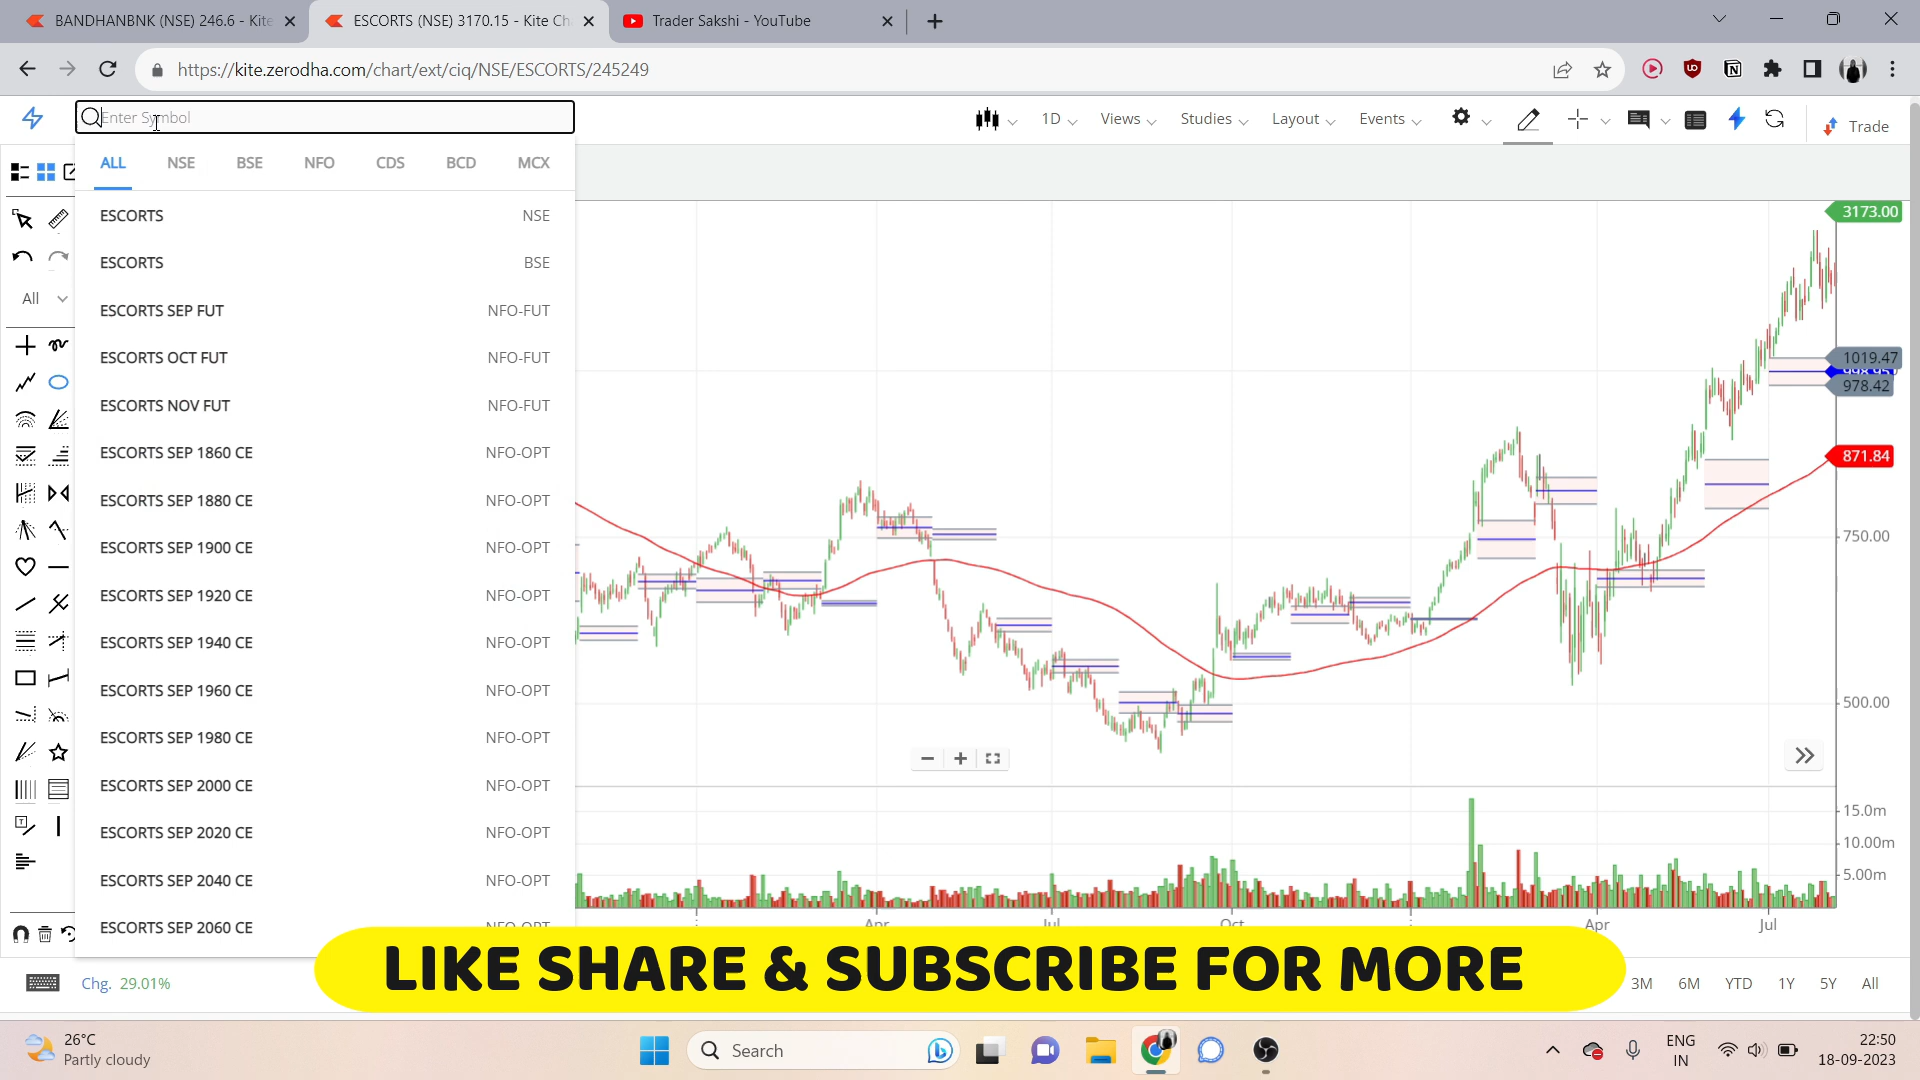 BANDHANBNK (NSE) 246.6 - Kite
ESCORTS (NSE) 3170.15 - Kite Ch
Trader Sakshi - YouTube
https://kite.zerodha.com/chart/ext/ciq/NSE/ESCORTS/245249
Enter Symbol
1D
Views
Studies
Layout
Events
Trade
ALL NSE BSE NFO CDS BCD MCX
ESCORTS NSE
ESCORTS BSE
ESCORTS SEP FUT NFO-FUT
ESCORTS OCT FUT NFO-FUT
ESCORTS NOV FUT NFO-FUT
ESCORTS SEP 1860 CE NFO-OPT
ESCORTS SEP 1880 CE NFO-OPT
ESCORTS SEP 1900 CE NFO-OPT
ESCORTS SEP 1920 CE NFO-OPT
ESCORTS SEP 1940 CE NFO-OPT
ESCORTS SEP 1960 CE NFO-OPT
ESCORTS SEP 1980 CE NFO-OPT
ESCORTS SEP 2000 CE NFO-OPT
ESCORTS SEP 2020 CE NFO-OPT
ESCORTS SEP 2040 CE NFO-OPT
ESCORTS SEP 2060 CE NFO-OPT
All
3173.00
1019.47
978.42
871.84
750.00
500.00
15.0m
10.00m
5.00m
Apr Jul Oct Apr Jul
LIKE SHARE & SUBSCRIBE FOR MORE
Chg. 29.01%
3M 6M YTD 1Y 5Y All
26°C
Partly cloudy
Search
ENG
IN
22:50
18-09-2023